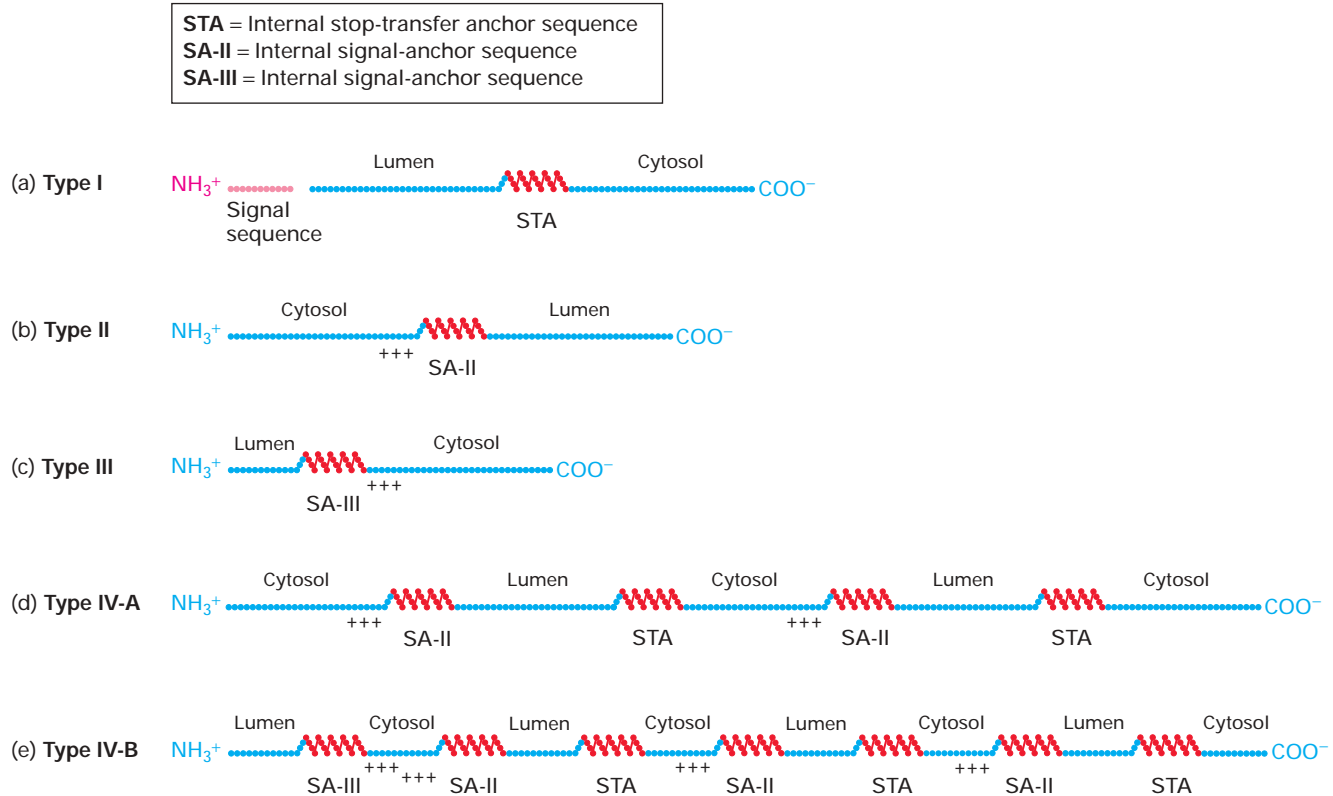 STA = Internal stop-transfer anchor sequence
SA-II = Internal signal-anchor sequence
SA-III = Internal signal-anchor sequence
Lumen Cytosol
(a) Type I NH₃⁺ COO⁻
Signal
sequence
STA
Cytosol Lumen
(b) Type II NH₃⁺ COO⁻
+++
SA-II
Lumen Cytosol
(c) Type III NH₃⁺ COO⁻
+++
SA-III
Cytosol Lumen Cytosol Lumen Cytosol
(d) Type IV-A NH₃⁺ COO⁻
+++ +++
SA-II STA SA-II STA
Lumen Cytosol Lumen Cytosol Lumen Cytosol Lumen Cytosol
(e) Type IV-B NH₃⁺ COO⁻
+++ +++ +++ +++
SA-III SA-II STA SA-II STA SA-II STA